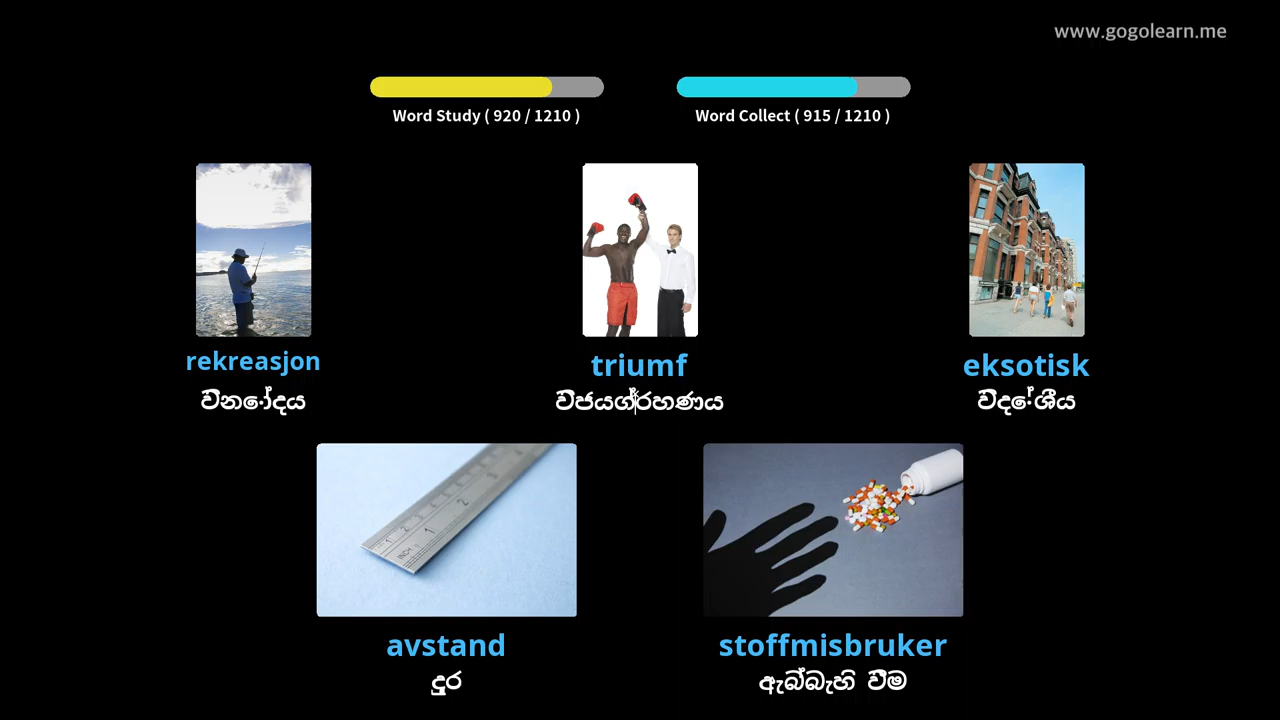 www.gogolearn.me
Word Study ( 920 / 1210 )
Word Collect ( 915 / 1210 )
rekreasjon
විනෝදය
triumf
විජයග්‍රහණය
eksotisk
විදේශීය
avstand
දුර
stoffmisbruker
ඇබ්බැහි වීම